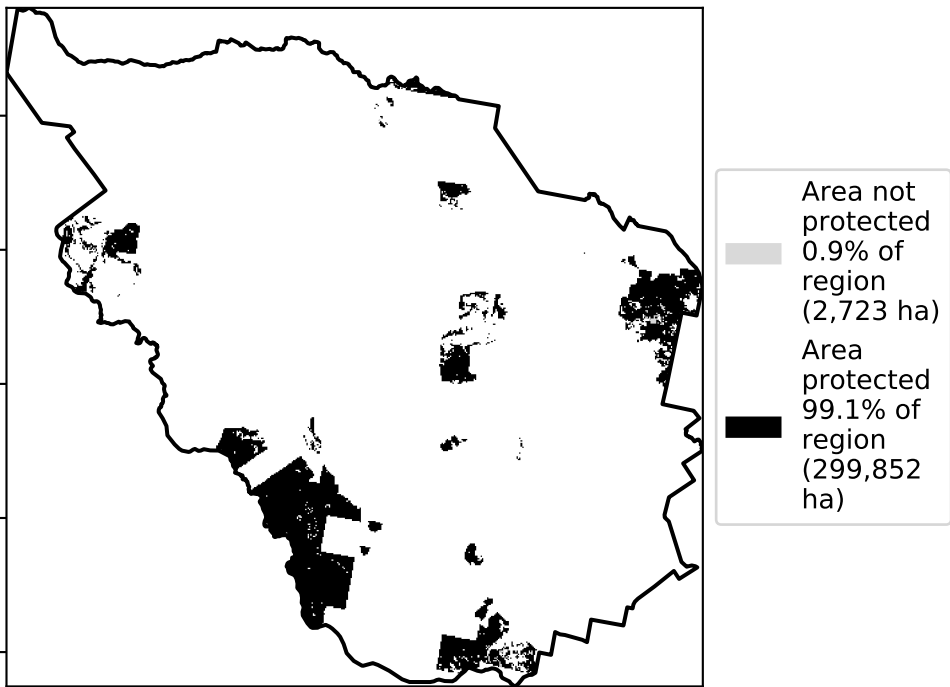 Area not
protected
0.9% of
region
(2,723 ha)
Area
protected
99.1% of
region
(299,852
ha)